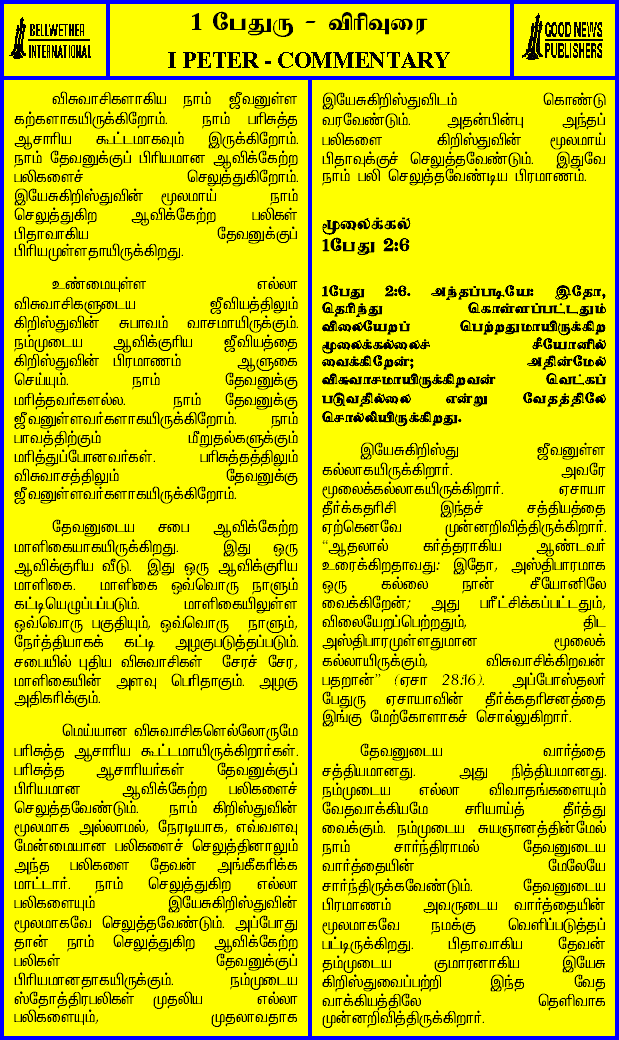 BELLWETHER
INTERNATIONAL
1 பேதுரு - விரிவுரை
I PETER - COMMENTARY
GOOD NEWS
PUBLISHERS
விசுவாசிகளாகிய நாம் ஜீவனுள்ள
கற்களாகயிருக்கிறோம். நாம் பரிசுத்த
ஆசாரிய கூட்டமாகவும் இருக்கிறோம்.
நாம் தேவனுக்குப் பிரியமான ஆவிக்கேற்ற
பலிகளைச் செலுத்துகிறோம்.
இயேசுகிறிஸ்துவின் மூலமாய் நாம்
செலுத்துகிற ஆவிக்கேற்ற பலிகள்
பிதாவாகிய தேவனுக்குப்
பிரியமுள்ளதாயிருக்கிறது.
உண்மையுள்ள எல்லா
விசுவாசிகளுடைய ஜீவியத்திலும்
கிறிஸ்துவின் சுபாவம் வாசமாயிருக்கும்.
நம்முடைய ஆவிக்குரிய ஜீவியத்தை
கிறிஸ்துவின் பிரமாணம் ஆளுகை
செய்யும். நாம் தேவனுக்கு
மரித்தவர்களல்ல. நாம் தேவனுக்கு
ஜீவனுள்ளவர்களாகயிருக்கிறோம். நாம்
பாவத்திற்கும் மீறுதல்களுக்கும்
மரித்துப்போனவர்கள். பரிசுத்தத்திலும்
விசுவாசத்திலும் தேவனுக்கு
ஜீவனுள்ளவர்களாகயிருக்கிறோம்.
தேவனுடைய சபை ஆவிக்கேற்ற
மாளிகையாகயிருக்கிறது. இது ஒரு
ஆவிக்குரிய வீடு. இது ஒரு ஆவிக்குரிய
மாளிகை. மாளிகை ஒவ்வொரு நாளும்
கட்டியெழுப்பப்படும். மாளிகையிலுள்ள
ஒவ்வொரு பகுதியும், ஒவ்வொரு நாளும்,
நேர்த்தியாகக் கட்டி அழகுபடுத்தப்படும்.
சபையில் புதிய விசுவாசிகள் சேரச் சேர,
மாளிகையின் அளவு பெரிதாகும். அழகு
அதிகரிக்கும்.
மெய்யான விசுவாசிகளெல்லோருமே
பரிசுத்த ஆசாரிய கூட்டமாயிருக்கிறார்கள்.
பரிசுத்த ஆசாரியர்கள் தேவனுக்குப்
பிரியமான ஆவிக்கேற்ற பலிகளைச்
செலுத்தவேண்டும். நாம் கிறிஸ்துவின்
மூலமாக அல்லாமல், நேரடியாக, எவ்வளவு
மேன்மையான பலிகளைச் செலுத்தினாலும்
அந்த பலிகளை தேவன் அங்கீகரிக்க
மாட்டார். நாம் செலுத்துகிற எல்லா
பலிகளையும் இயேசுகிறிஸ்துவின்
மூலமாகவே செலுத்தவேண்டும். அப்போது
தான் நாம் செலுத்துகிற ஆவிக்கேற்ற
பலிகள் தேவனுக்குப்
பிரியமானதாகயிருக்கும். நம்முடைய
ஸ்தோத்திரபலிகள் முதலிய எல்லா
பலிகளையும், முதலாவதாக
இயேசுகிறிஸ்துவிடம் கொண்டு
வரவேண்டும். அதன்பின்பு அந்தப்
பலிகளை கிறிஸ்துவின் மூலமாய்
பிதாவுக்குச் செலுத்தவேண்டும். இதுவே
நாம் பலி செலுத்தவேண்டிய பிரமாணம்.
மூலைக்கல்
1பேது 2:6
1பேது 2:6. அந்தப்படியே: இதோ,
தெரிந்து கொள்ளப்பட்டதும்
விலையேறப் பெற்றதுமாயிருக்கிற
மூலைக்கல்லைச் சீயோனில்
வைக்கிறேன்; அதின்மேல்
விசுவாசமாயிருக்கிறவன் வெட்கப்
படுவதில்லை என்று வேதத்திலே
சொல்லியிருக்கிறது.
இயேசுகிறிஸ்து ஜீவனுள்ள
கல்லாகயிருக்கிறார். அவரே
மூலைக்கல்லாகயிருக்கிறார். ஏசாயா
தீர்க்கதரிசி இந்தச் சத்தியத்தை
ஏற்கெனவே முன்னறிவித்திருக்கிறார்.
“ஆதலால் கர்த்தராகிய ஆண்டவர்
உரைக்கிறதாவது: இதோ, அஸ்திபாரமாக
ஒரு கல்லை நான் சீயோனிலே
வைக்கிறேன்; அது பரீட்சிக்கப்பட்டதும்,
விலையேறப்பெற்றதும், திட
அஸ்திபாரமுள்ளதுமான மூலைக்
கல்லாயிருக்கும், விசுவாசிக்கிறவன்
பதறான்” (ஏசா 28:16). அப்போஸ்தலர்
பேதுரு ஏசாயாவின் தீர்க்கதரிசனத்தை
இங்கு மேற்கோளாகச் சொல்லுகிறார்.
தேவனுடைய வார்த்தை
சத்தியமானது. அது நித்தியமானது.
நம்முடைய எல்லா விவாதங்களையும்
வேதவாக்கியமே சரியாய்த் தீர்த்து
வைக்கும். நம்முடைய சுயஞானத்தின்மேல்
நாம் சார்ந்திராமல் தேவனுடைய
வார்த்தையின் மேலேயே
சார்ந்திருக்கவேண்டும். தேவனுடைய
பிரமாணம் அவருடைய வார்த்தையின்
மூலமாகவே நமக்கு வெளிப்படுத்தப்
பட்டிருக்கிறது. பிதாவாகிய தேவன்
தம்முடைய குமாரனாகிய இயேசு
கிறிஸ்துவைப்பற்றி இந்த வேத
வாக்கியத்திலே தெளிவாக
முன்னறிவித்திருக்கிறார்.